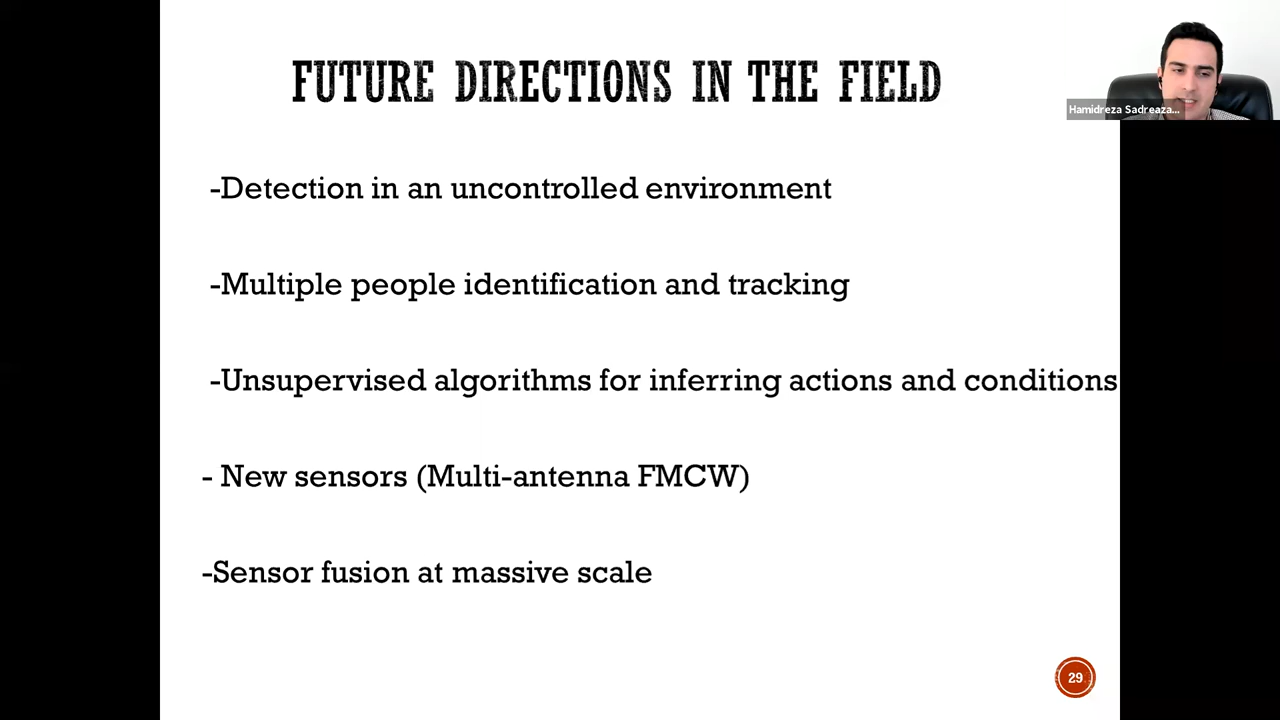 FUTURE DIRECTIONS IN THE FIELD
Hamidreza Sadreaza...
-Detection in an uncontrolled environment
-Multiple people identification and tracking
-Unsupervised algorithms for inferring actions and conditions
- New sensors (Multi-antenna FMCW)
-Sensor fusion at massive scale
29